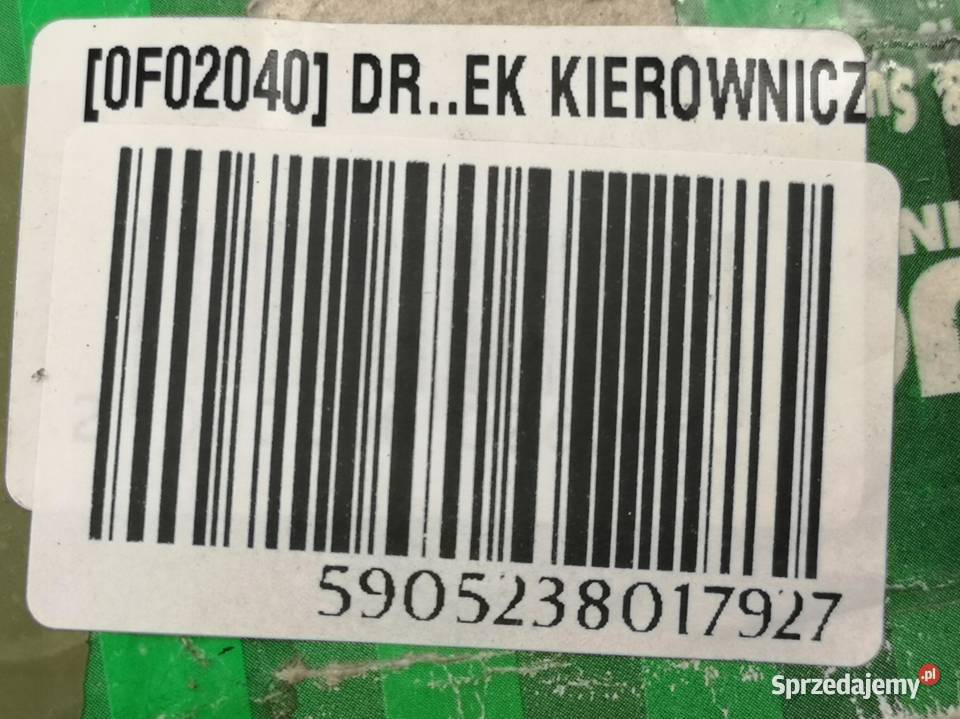 [0F02040] DR..EK KIEROWNICZ
5905238017927
Sprzedajemy.pl